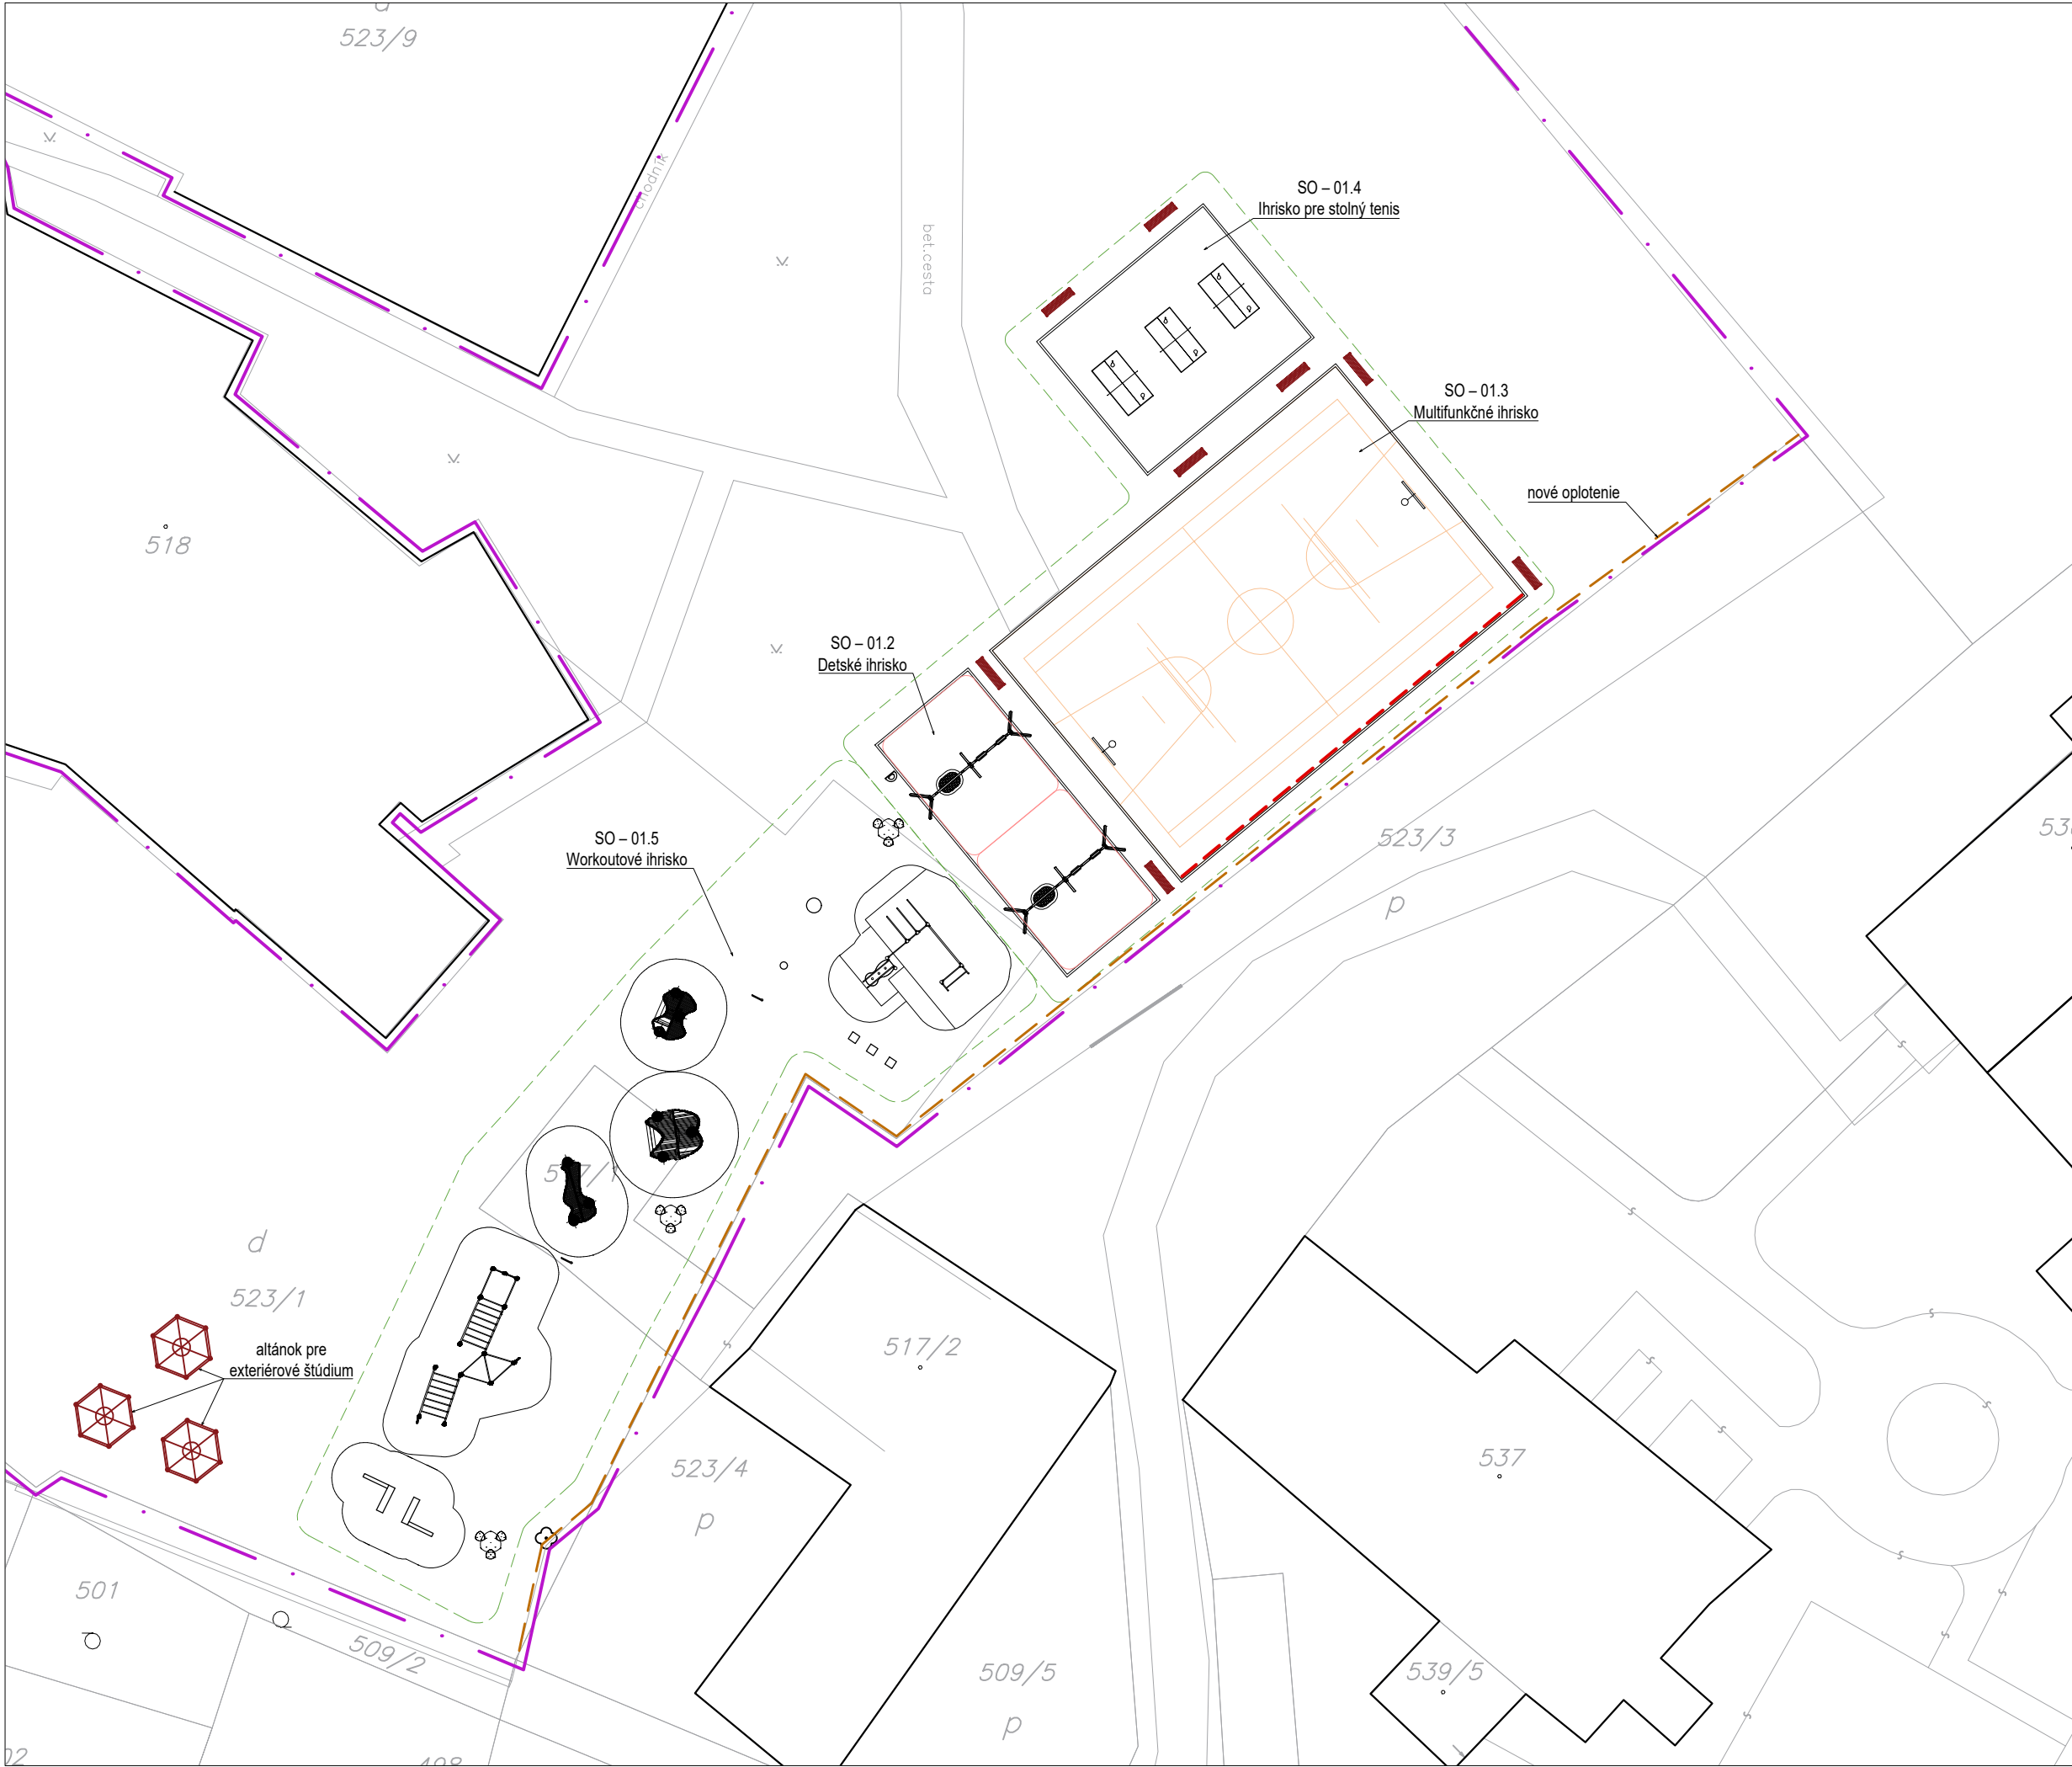 d
523/9
chodník
bet.cesta
SO – 01.4
Ihrisko pre stolný tenis
SO – 01.3
Multifunkčné ihrisko
nové oplotenie
518
SO – 01.2
Detské ihrisko
SO – 01.5
Workoutové ihrisko
523/3
p
517/1
d
523/1
altánok pre
exteriérové štúdium
517/2
523/4
p
537
501
509/2
509/5
p
539/5